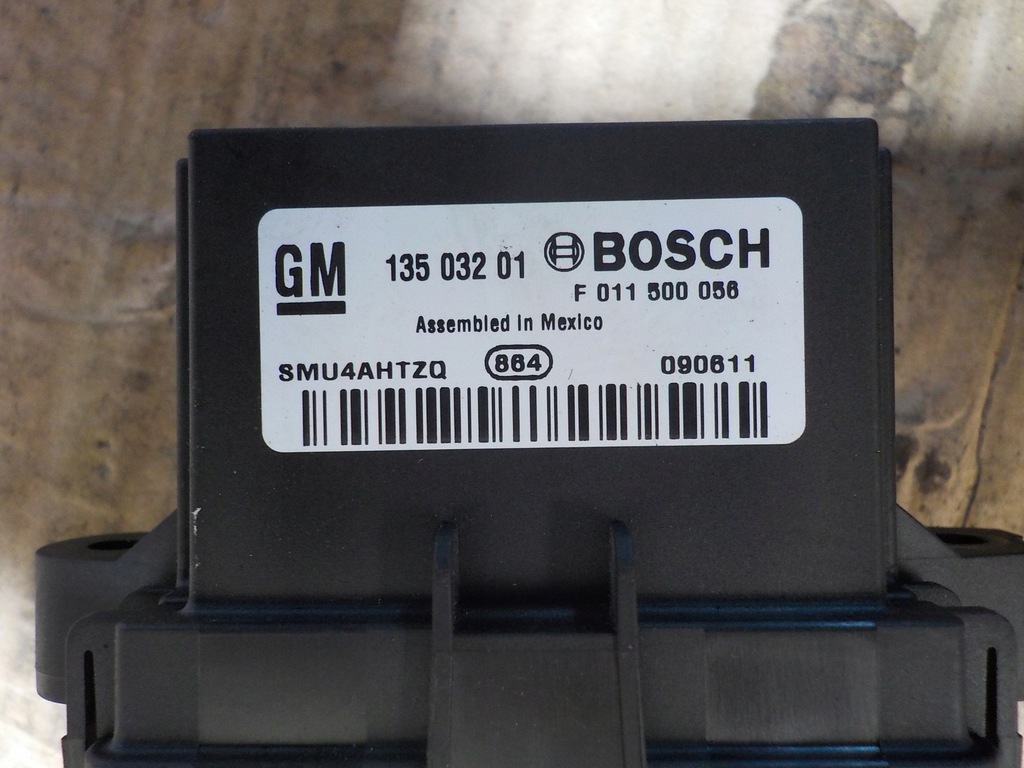 GM 135 032 01 BOSCH
F 011 500 056
Assembled in Mexico
SMU4AHTZQ 864 090611